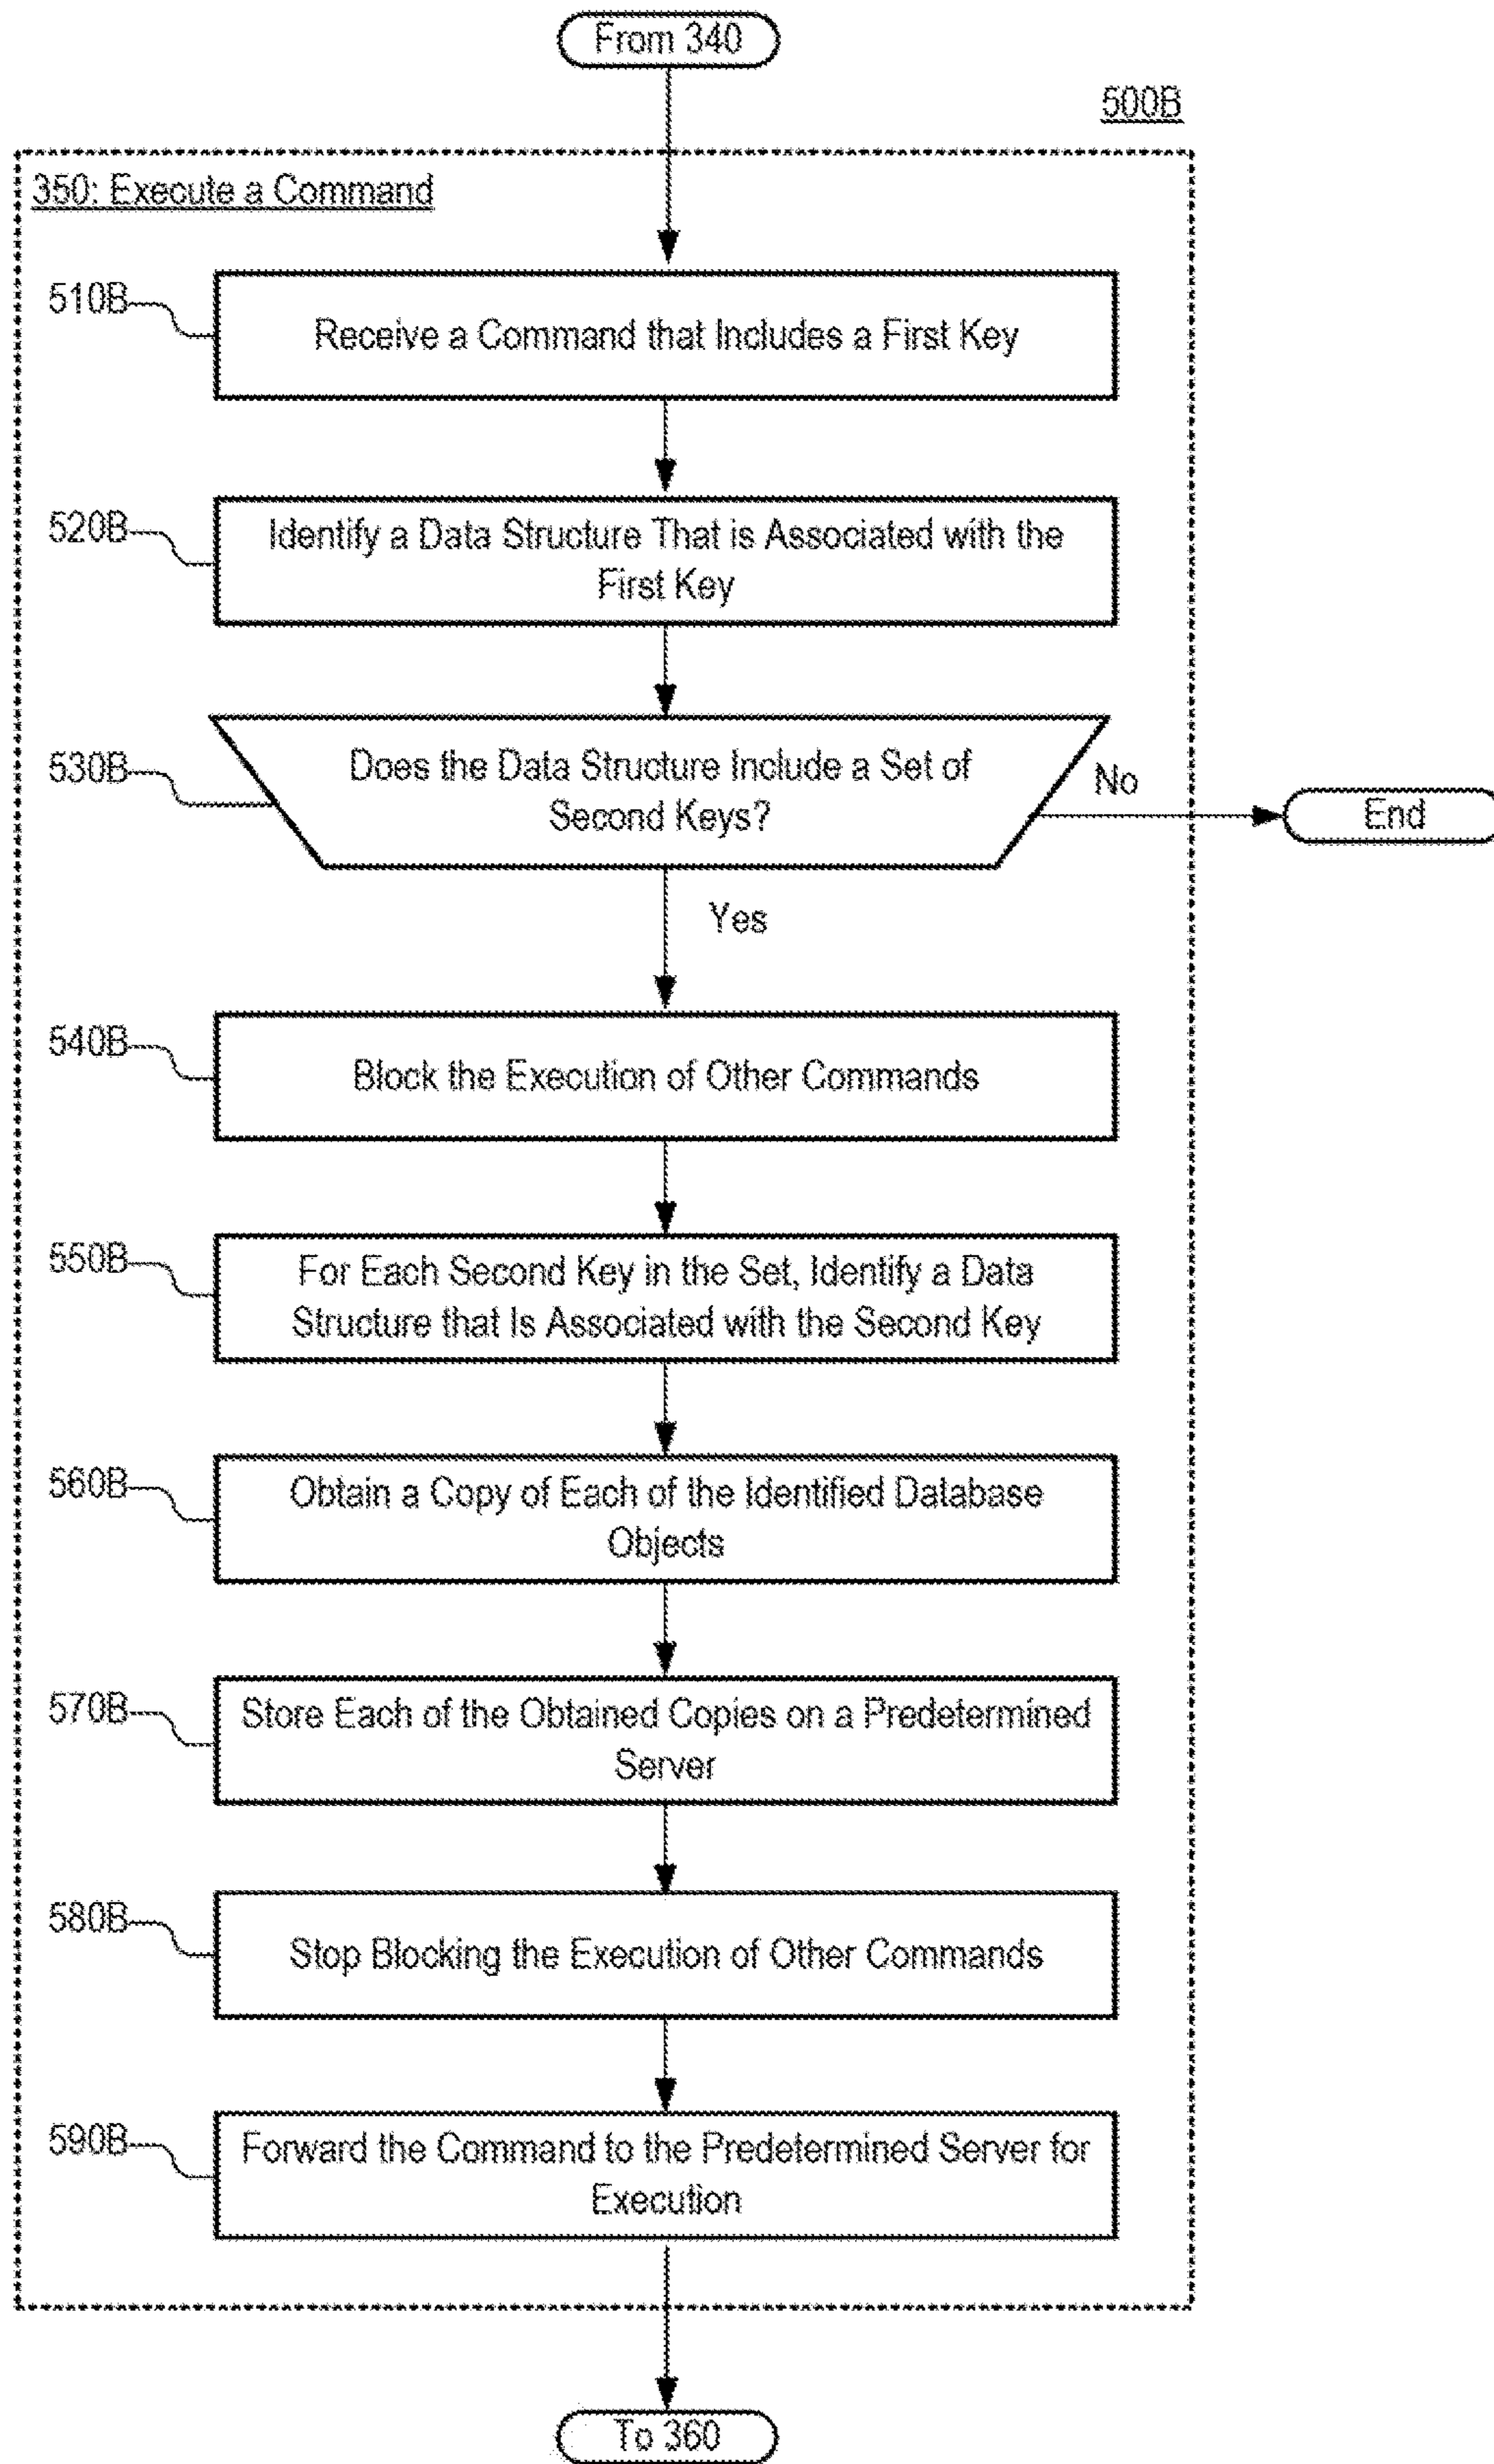 From 340
500B
350: Execute a Command
510B
Receive a Command that Includes a First Key
520B
Identify a Data Structure That is Associated with the
First Key
530B
Does the Data Structure Include a Set of
Second Keys?
No
End
Yes
540B
Block the Execution of Other Commands
550B
For Each Second Key in the Set, Identify a Data
Structure that Is Associated with the Second Key
560B
Obtain a Copy of Each of the Identified Database
Objects
570B
Store Each of the Obtained Copies on a Predetermined
Server
580B
Stop Blocking the Execution of Other Commands
590B
Forward the Command to the Predetermined Server for
Execution
To 360